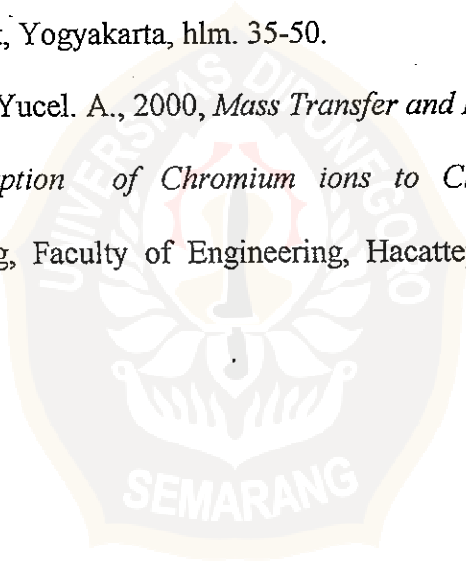 , Yogyakarta, hlm. 35-50.
Yucel. A., 2000, Mass Transfer and
ption of Chromium ions to C
g, Faculty of Engineering, Hacatte
UNIVERSITAS DIPONEGORO
SEMARANG